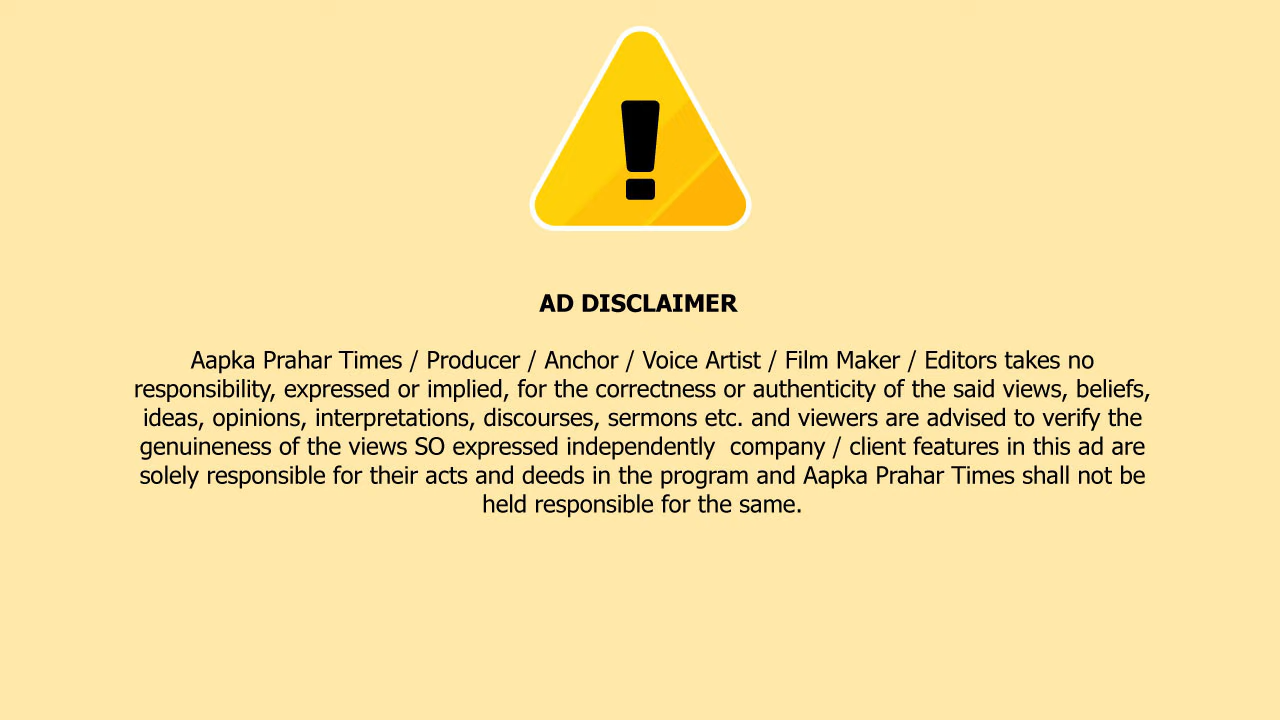 AD DISCLAIMER
Aapka Prahar Times / Producer / Anchor / Voice Artist / Film Maker / Editors takes no
responsibility, expressed or implied, for the correctness or authenticity of the said views, beliefs,
ideas, opinions, interpretations, discourses, sermons etc. and viewers are advised to verify the
genuineness of the views SO expressed independently  company / client features in this ad are
solely responsible for their acts and deeds in the program and Aapka Prahar Times shall not be
held responsible for the same.